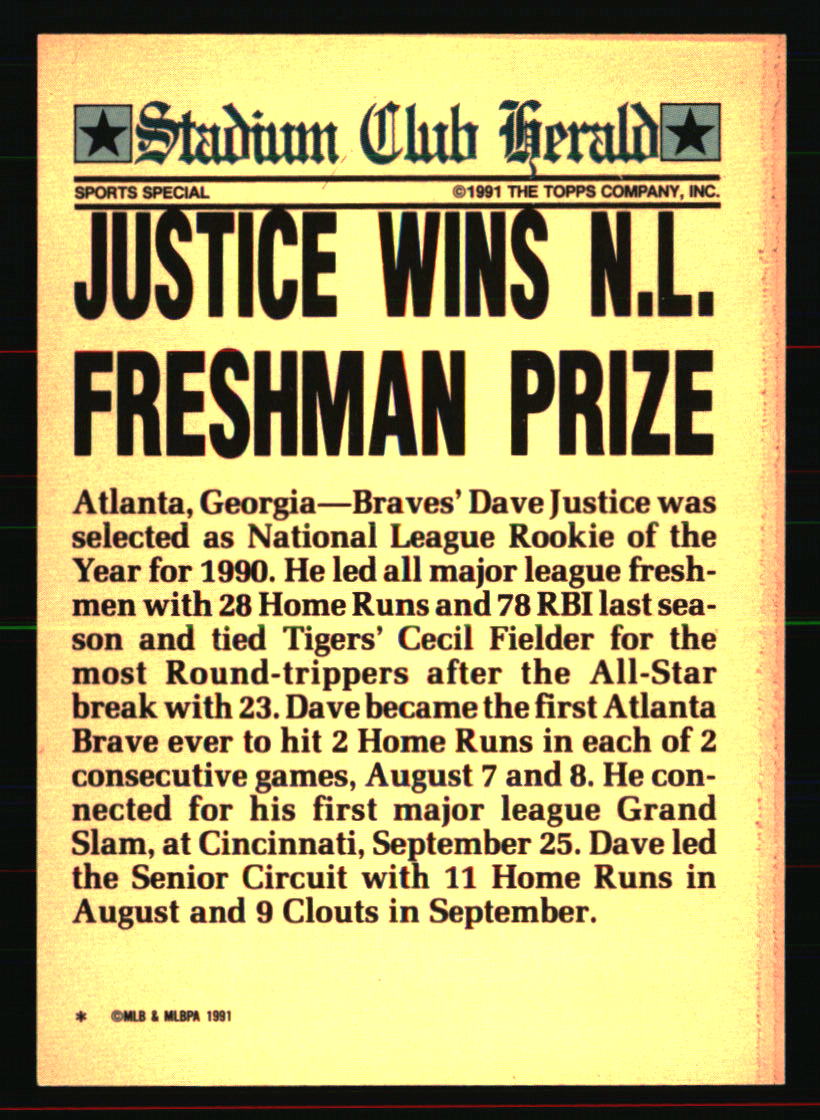 Stadium Club Herald
SPORTS SPECIAL ©1991 THE TOPPS COMPANY, INC.
JUSTICE WINS N.L.
FRESHMAN PRIZE
Atlanta, Georgia—Braves' Dave Justice was
selected as National League Rookie of the
Year for 1990. He led all major league fresh-
men with 28 Home Runs and 78 RBI last sea-
son and tied Tigers' Cecil Fielder for the
most Round-trippers after the All-Star
break with 23. Dave became the first Atlanta
Brave ever to hit 2 Home Runs in each of 2
consecutive games, August 7 and 8. He con-
nected for his first major league Grand
Slam, at Cincinnati, September 25. Dave led
the Senior Circuit with 11 Home Runs in
August and 9 Clouts in September.
* ©MLB & MLBPA 1991